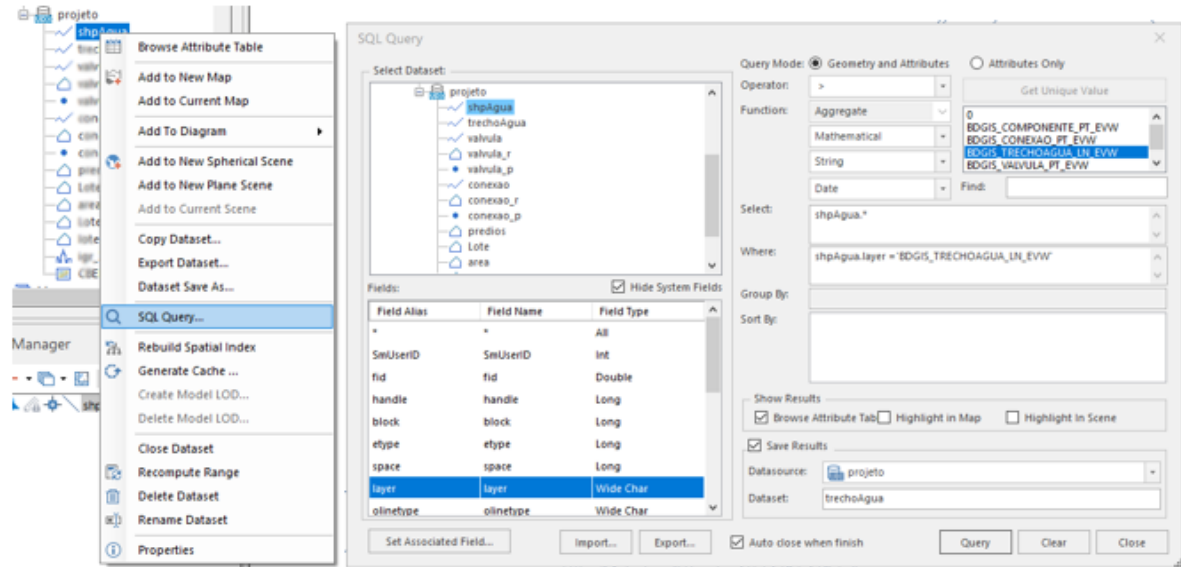 projeto
shpAgua
Browse Attribute Table
Add to New Map
Add to Current Map
Add To Diagram
Add to New Spherical Scene
Add to New Plane Scene
Add to Current Scene
Copy Dataset...
Export Dataset...
Dataset Save As...
SQL Query...
Rebuild Spatial Index
Generate Cache ...
Create Model LOD...
Delete Model LOD...
Close Dataset
Recompute Range
Delete Dataset
Rename Dataset
Properties
Manager
SQL Query
Select Dataset:
projeto
shpAgua
trechoAgua
valvula
valvula_r
valvula_p
conexao
conexao_r
conexao_p
predios
Lote
area
Fields:
Hide System Fields
Field Alias Field Name Field Type
* * All
SmUserID SmUserID Int
fid fid Double
handle handle Long
block block Long
etype etype Long
space space Long
layer layer Wide Char
olinetype olinetype Wide Char
Set Associated Field...
Import...
Export...
Query Mode: Geometry and Attributes Attributes Only
Operator: > Get Unique Value
Function: Aggregate
Mathematical
String
Date
0
BDGIS_COMPONENTE_PT_EVW
BDGIS_CONEXAO_PT_EVW
BDGIS_TRECHOAGUA_LN_EVW
BDGIS_VALVULA_PT_EVW
Find:
Select: shpAgua.*
Where: shpAgua.layer = 'BDGIS_TRECHOAGUA_LN_EVW'
Group By:
Sort By:
Show Results
Browse Attribute Tab Highlight in Map Highlight In Scene
Save Results
Datasource: projeto
Dataset: trechoAgua
Auto close when finish
Query Clear Close